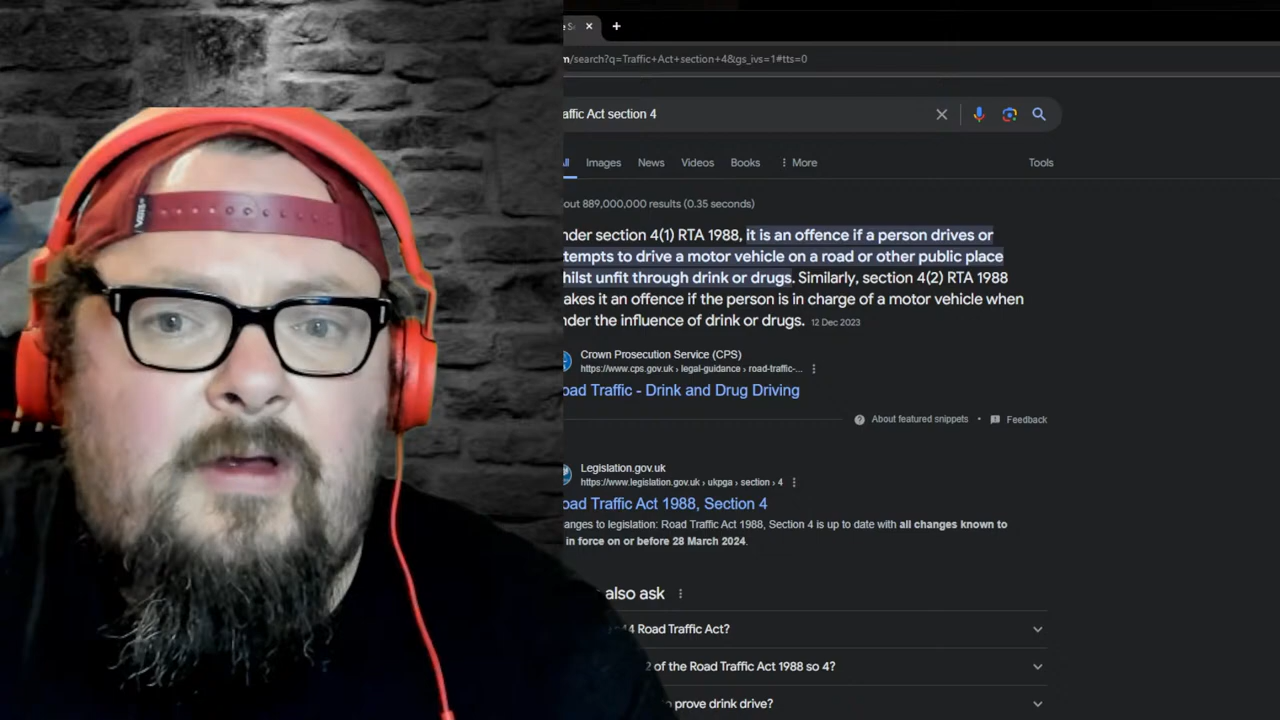 m/search?q=Traffic+Act+section+4&gs_ivs=1#tts=0
affic Act section 4
Images News Videos Books More Tools
out 889,000,000 results (0.35 seconds)
nder section 4(1) RTA 1988, it is an offence if a person drives or
tempts to drive a motor vehicle on a road or other public place
hilst unfit through drink or drugs. Similarly, section 4(2) RTA 1988
akes it an offence if the person is in charge of a motor vehicle when
nder the influence of drink or drugs. 12 Dec 2023
Crown Prosecution Service (CPS)
https://www.cps.gov.uk › legal-guidance › road-traffic-...
oad Traffic - Drink and Drug Driving
About featured snippets • Feedback
Legislation.gov.uk
https://www.legislation.gov.uk › ukpga › section › 4
oad Traffic Act 1988, Section 4
anges to legislation: Road Traffic Act 1988, Section 4 is up to date with all changes known to
in force on or before 28 March 2024.
also ask
44 Road Traffic Act?
2 of the Road Traffic Act 1988 so 4?
prove drink drive?